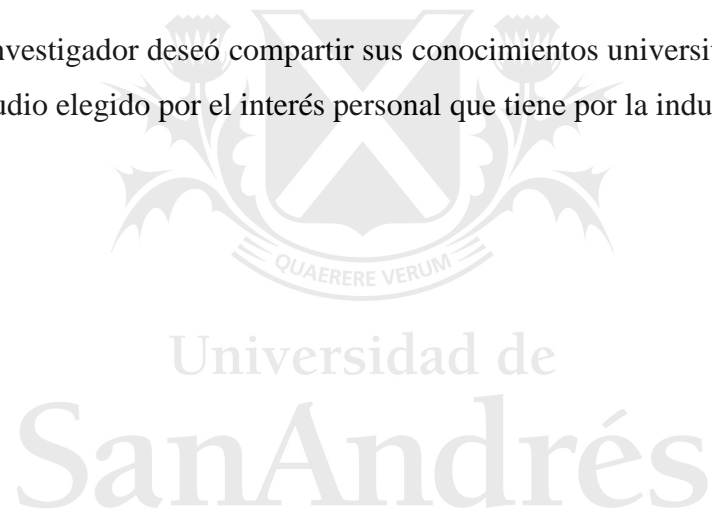 nvestigador deseó compartir sus conocimientos universit
udio elegido por el interés personal que tiene por la indu
QUAERERE VERUM
Universidad de
SanAndrés